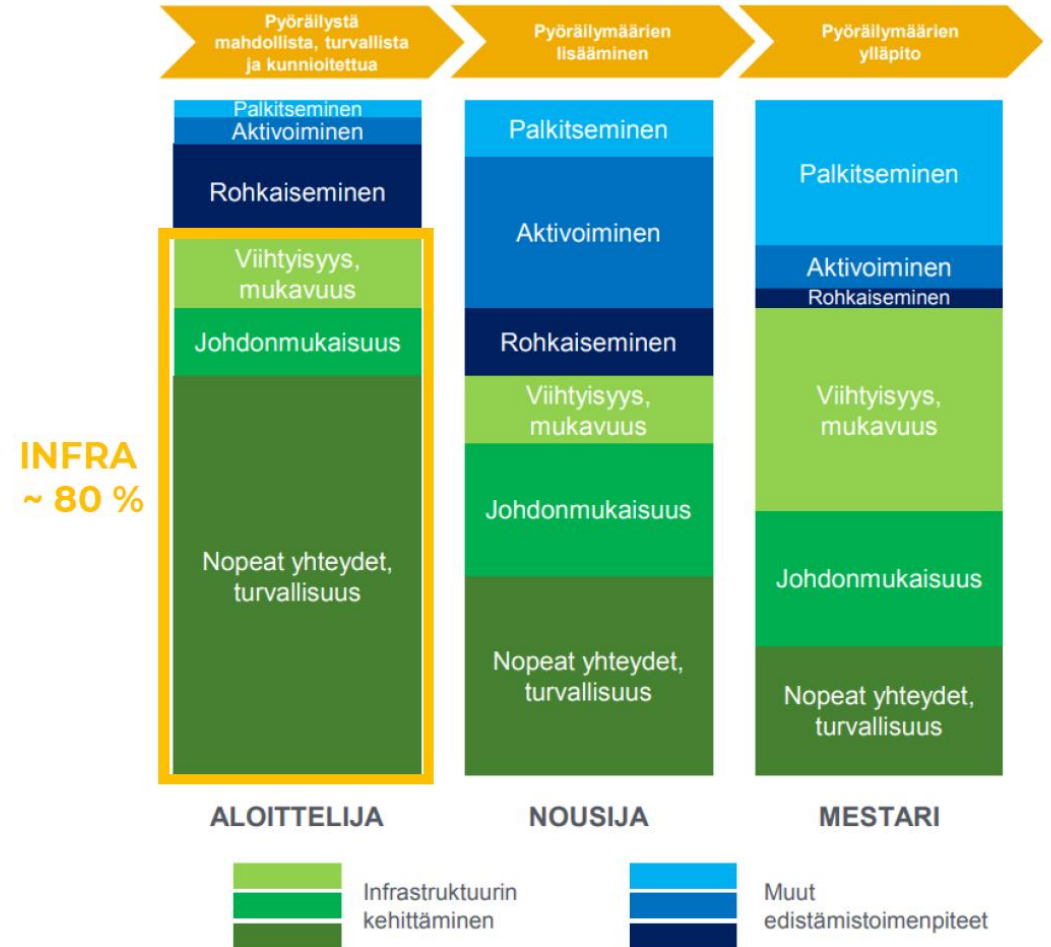 Pyöräilystä
mahdollista, turvallista
ja kunnioitettua
Pyöräilymäärien
lisääminen
Pyöräilymäärien
ylläpito
Palkitseminen
Aktivoiminen
Rohkaiseminen
Viihtyisyys,
mukavuus
Johdonmukaisuus
Nopeat yhteydet,
turvallisuus
INFRA
~ 80 %
ALOITTELIJA
Palkitseminen
Aktivoiminen
Rohkaiseminen
Viihtyisyys,
mukavuus
Johdonmukaisuus
Nopeat yhteydet,
turvallisuus
NOUSIJA
Palkitseminen
Aktivoiminen
Rohkaiseminen
Viihtyisyys,
mukavuus
Johdonmukaisuus
Nopeat yhteydet,
turvallisuus
MESTARI
Infrastruktuurin
kehittäminen
Muut
edistämistoimenpiteet